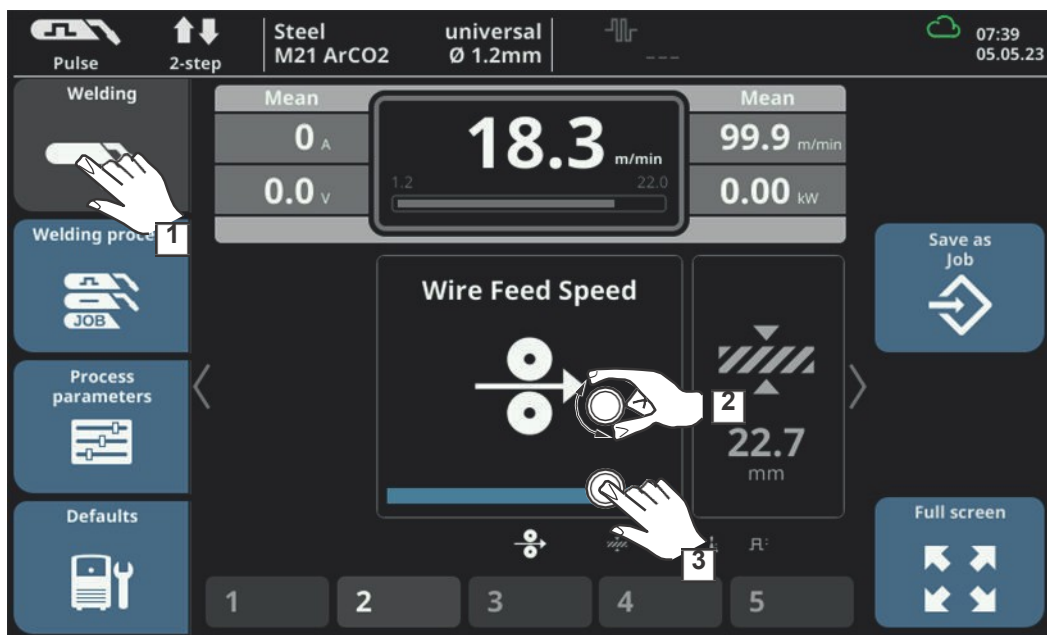 Pulse
2-step
Steel universal
M21 ArCO2 Ø 1.2mm
---
07:39
05.05.23
Welding
1
Welding proce
JOB
Process
parameters
Defaults
Mean
0 A
0.0 V
18.3 m/min
1.2 22.0
Mean
99.9 m/min
0.00 kW
Wire Feed Speed
2
22.7
mm
3
1 2 3 4 5
Save as
Job
Full screen